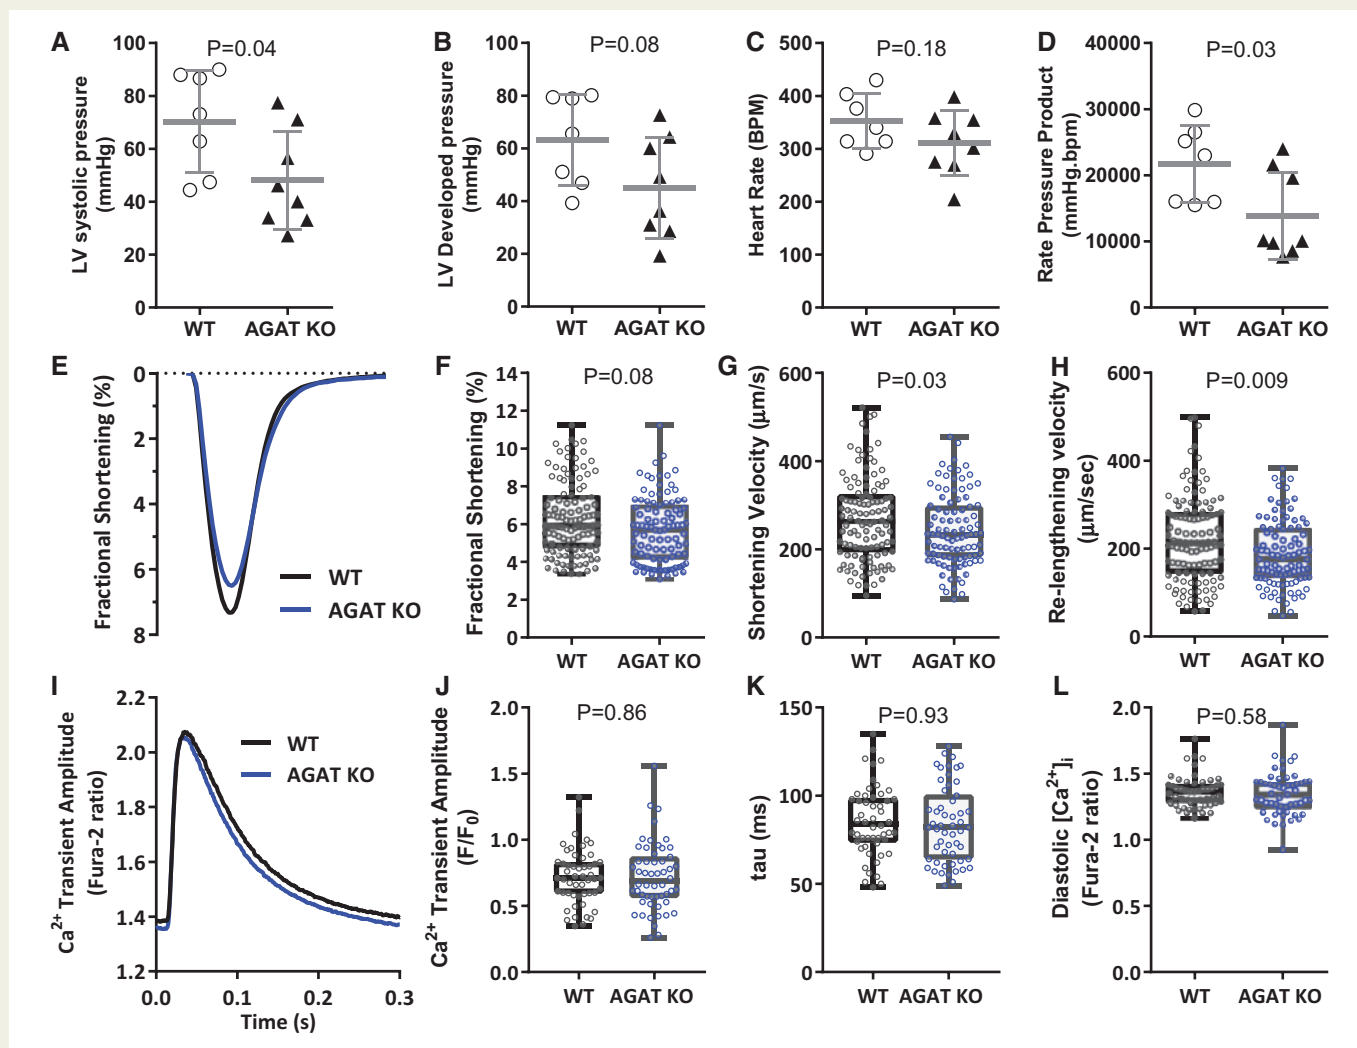 A
P=0.04
LV systolic pressure
(mmHg)
100
80
60
40
20
0
WT
AGAT KO
B
P=0.08
LV Developed pressure
(mmHg)
100
80
60
40
20
0
WT
AGAT KO
C
P=0.18
Heart Rate (BPM)
500
400
300
200
100
0
WT
AGAT KO
D
P=0.03
Rate Pressure Product
(mmHg.bpm)
40000
30000
20000
10000
0
WT
AGAT KO
E
Fractional Shortening (%)
0
2
4
6
8
WT
AGAT KO
F
P=0.08
Fractional Shortening (%)
14
12
10
8
6
4
2
0
WT
AGAT KO
G
P=0.03
Shortening Velocity (μm/s)
600
400
200
0
WT
AGAT KO
H
P=0.009
Re-lengthening velocity
(μm/sec)
600
400
200
0
WT
AGAT KO
I
Ca2+ Transient Amplitude
(Fura-2 ratio)
2.2
2.0
1.8
1.6
1.4
1.2
WT
AGAT KO
0.0
0.1
0.2
0.3
Time (s)
J
P=0.86
Ca2+ Transient Amplitude
(F/F0)
2.0
1.5
1.0
0.5
0.0
WT
AGAT KO
K
P=0.93
tau (ms)
150
100
50
0
WT
AGAT KO
L
P=0.58
Diastolic [Ca2+]i
(Fura-2 ratio)
2.0
1.5
1.0
0.5
0.0
WT
AGAT KO